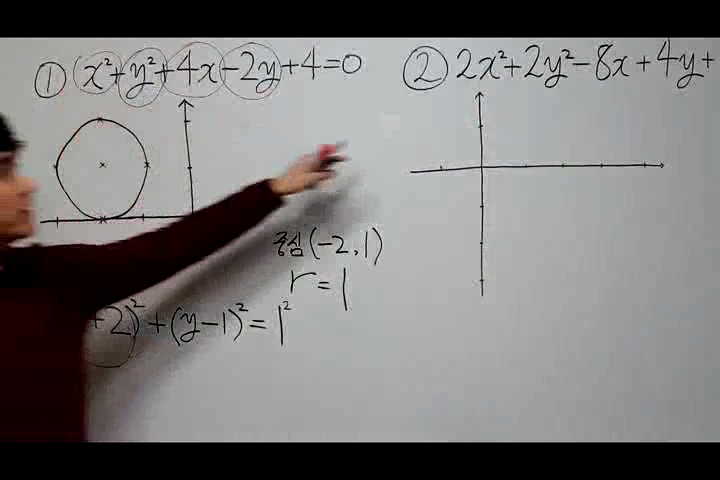 ① x²+y²+4x-2y+4=0
② 2x²+2y²-8x+4y+
중심(-2,1)
r=1
+2)²+(y-1)²=1²